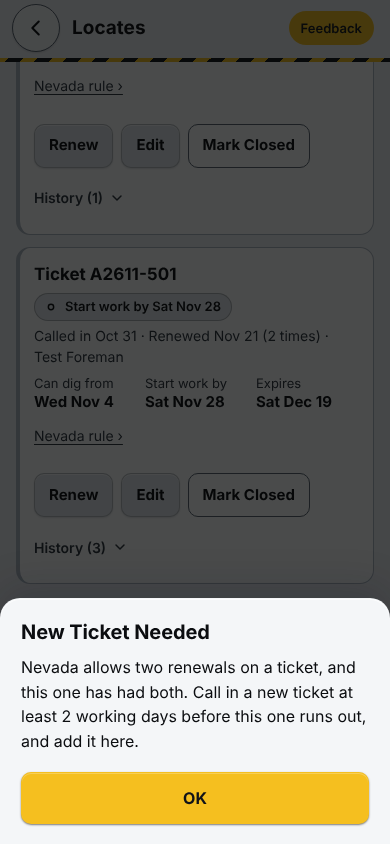 Locates
Feedback
Nevada rule ›
Renew
Edit
Mark Closed
History (1)
Ticket A2611-501
Start work by Sat Nov 28
Called in Oct 31 · Renewed Nov 21 (2 times) ·
Test Foreman
Can dig from
Start work by
Expires
Wed Nov 4
Sat Nov 28
Sat Dec 19
Nevada rule ›
Renew
Edit
Mark Closed
History (3)
New Ticket Needed
Nevada allows two renewals on a ticket, and
this one has had both. Call in a new ticket at
least 2 working days before this one runs out,
and add it here.
OK